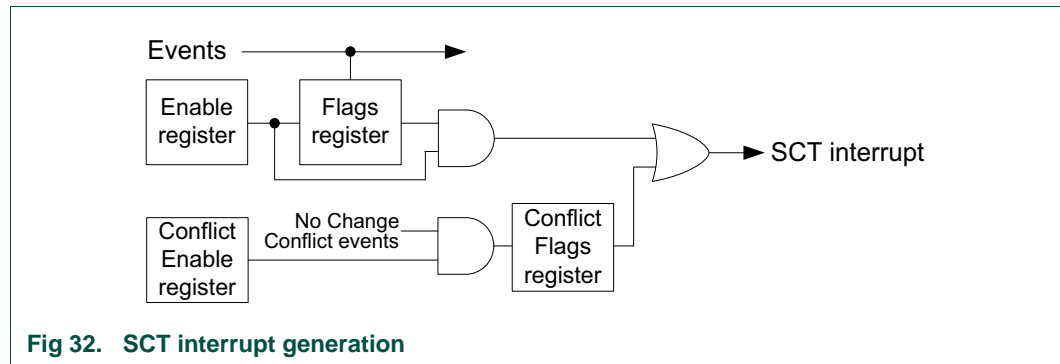 Events
Enable
register
Flags
register
SCT interrupt
No Change
Conflict events
Conflict
Enable
register
Conflict
Flags
register
Fig 32. SCT interrupt generation